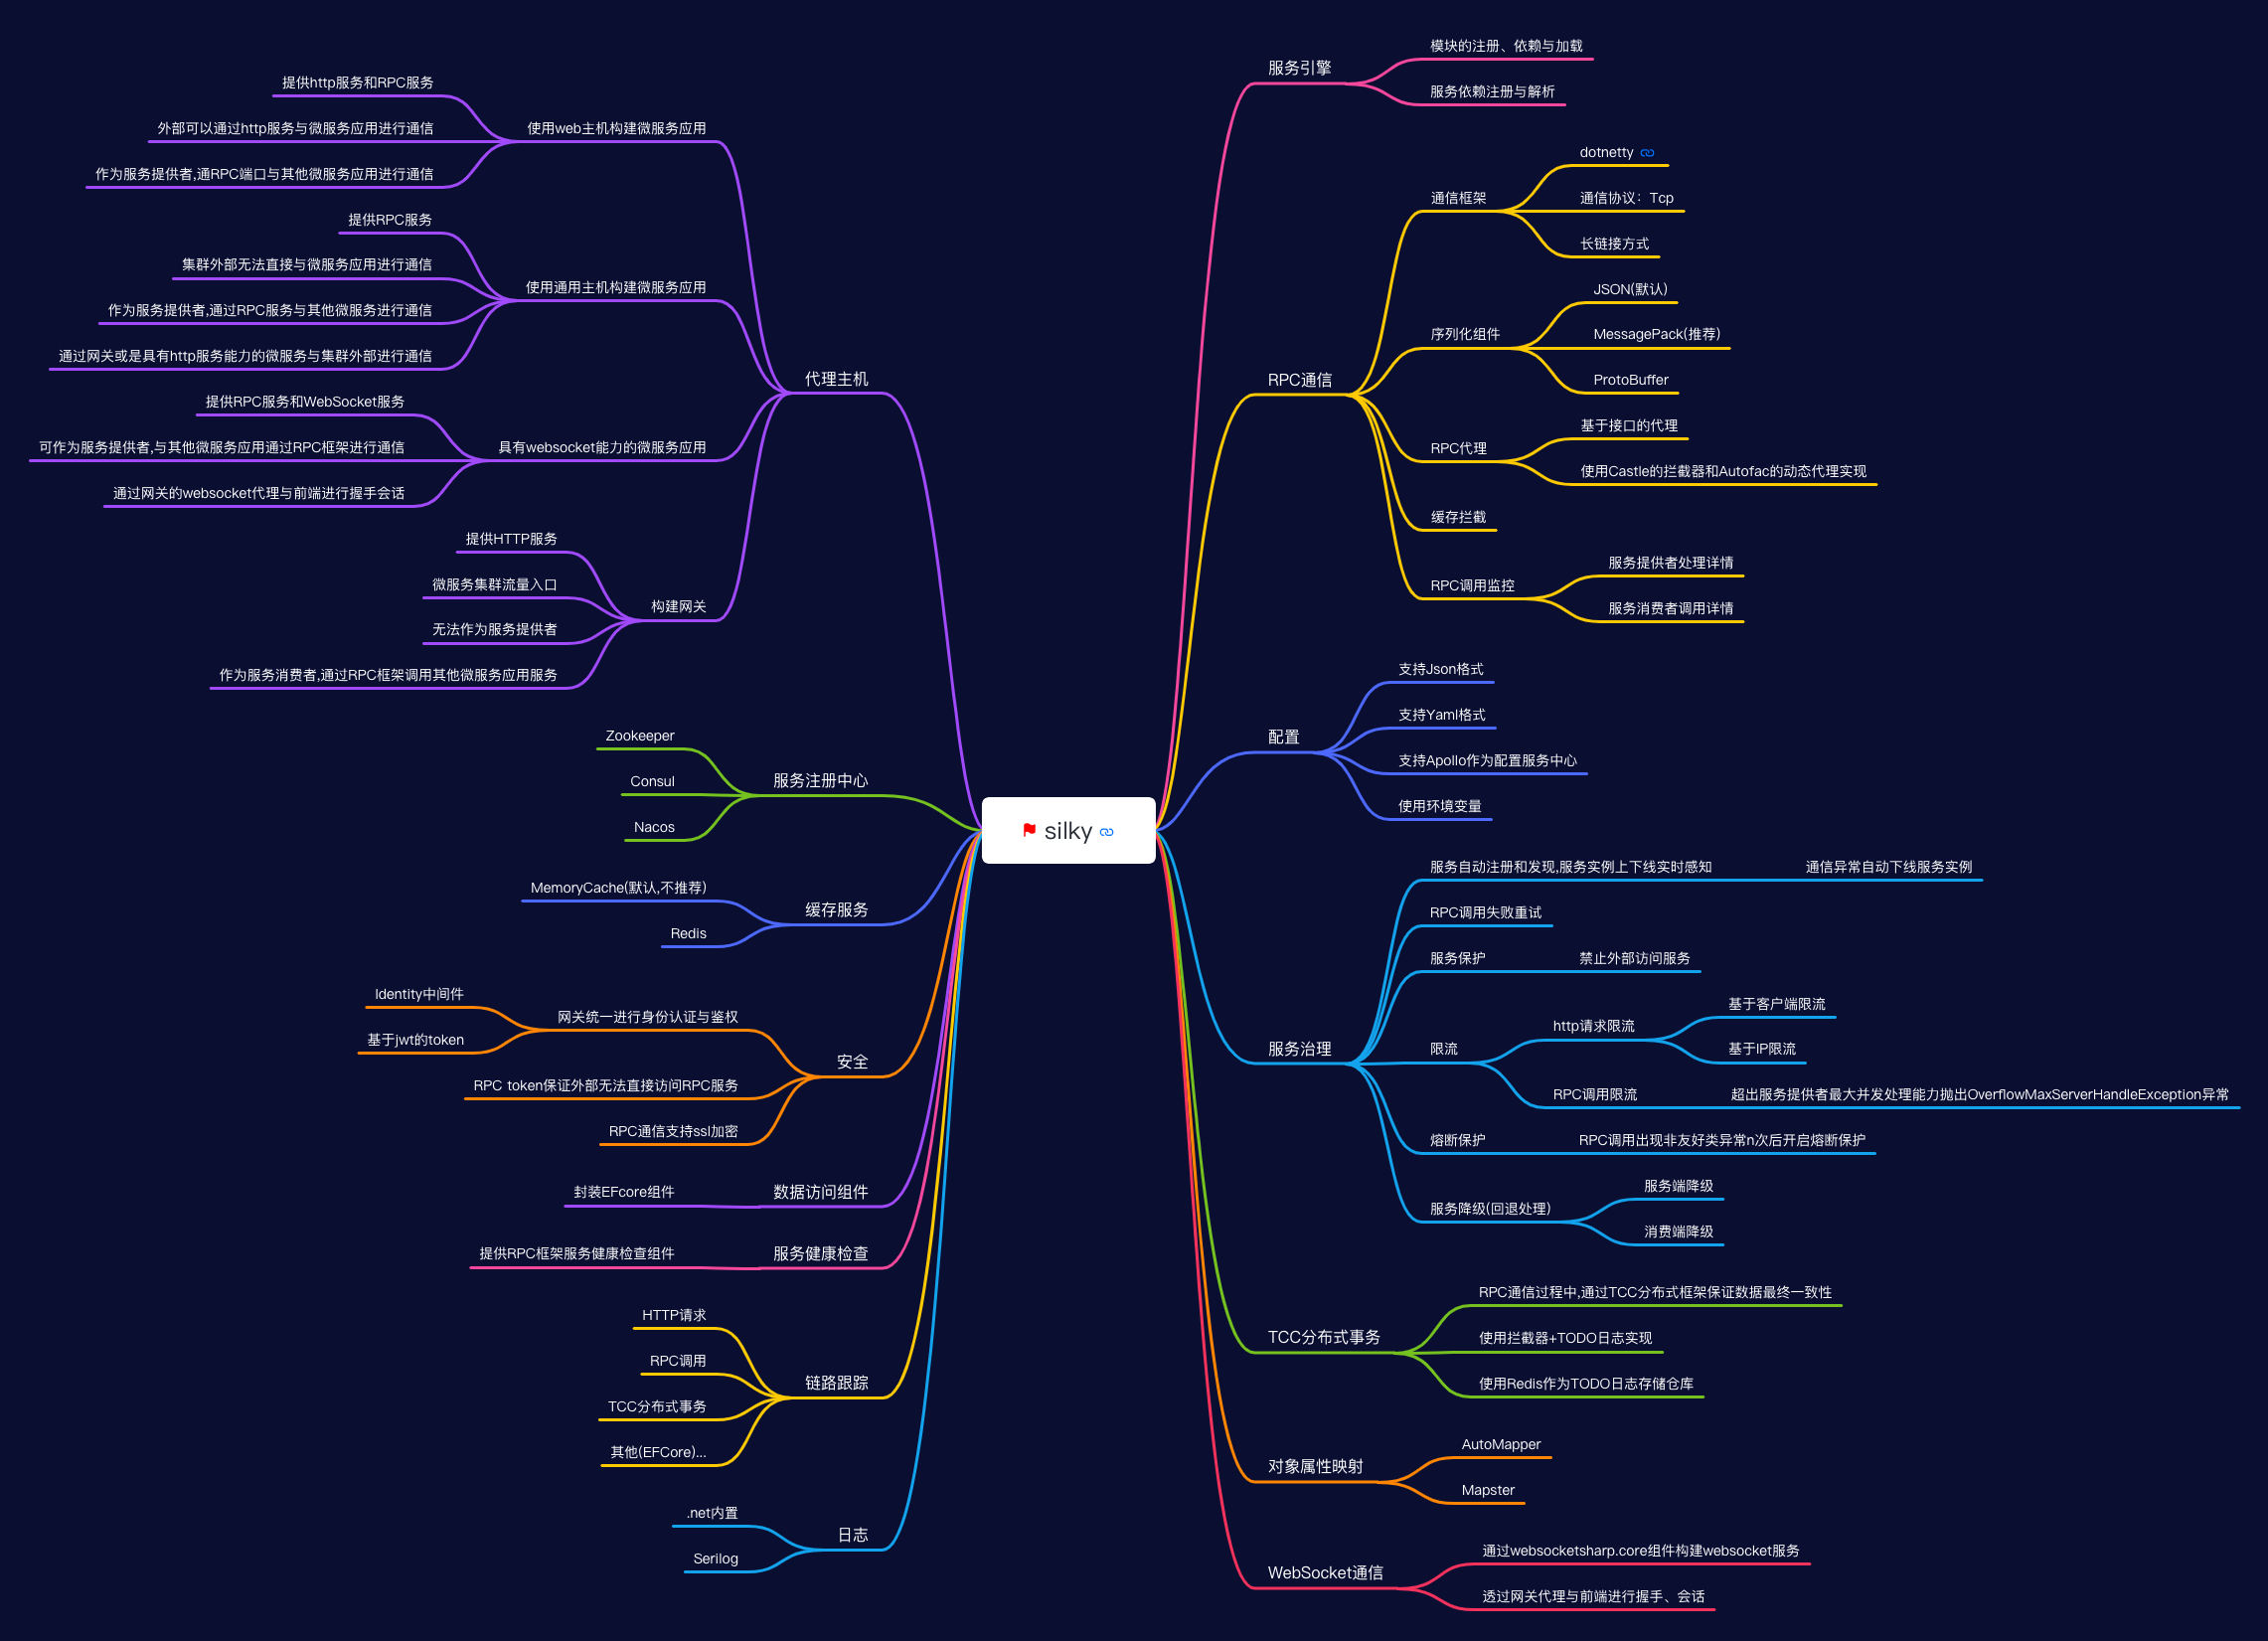 silky
服务引擎
模块的注册、依赖与加载
服务依赖注册与解析
RPC通信
通信框架
dotnetty
通信协议：Tcp
长链接方式
序列化组件
JSON(默认)
MessagePack(推荐)
ProtoBuffer
RPC代理
基于接口的代理
使用Castle的拦截器和Autofac的动态代理实现
缓存拦截
RPC调用监控
服务提供者处理详情
服务消费者调用详情
配置
支持Json格式
支持Yaml格式
支持Apollo作为配置服务中心
使用环境变量
服务治理
服务自动注册和发现,服务实例上下线实时感知
通信异常自动下线服务实例
RPC调用失败重试
服务保护
禁止外部访问服务
限流
http请求限流
基于客户端限流
基于IP限流
RPC调用限流
超出服务提供者最大并发处理能力抛出OverflowMaxServerHandleException异常
熔断保护
RPC调用出现非友好类异常n次后开启熔断保护
服务降级(回退处理)
服务端降级
消费端降级
TCC分布式事务
RPC通信过程中,通过TCC分布式框架保证数据最终一致性
使用拦截器+TODO日志实现
使用Redis作为TODO日志存储仓库
对象属性映射
AutoMapper
Mapster
WebSocket通信
通过websocketsharp.core组件构建websocket服务
透过网关代理与前端进行握手、会话
代理主机
使用web主机构建微服务应用
提供http服务和RPC服务
外部可以通过http服务与微服务应用进行通信
作为服务提供者,通RPC端口与其他微服务应用进行通信
使用通用主机构建微服务应用
提供RPC服务
集群外部无法直接与微服务应用进行通信
作为服务提供者,通过RPC服务与其他微服务进行通信
通过网关或是具有http服务能力的微服务与集群外部进行通信
具有websocket能力的微服务应用
提供RPC服务和WebSocket服务
可作为服务提供者,与其他微服务应用通过RPC框架进行通信
通过网关的websocket代理与前端进行握手会话
构建网关
提供HTTP服务
微服务集群流量入口
无法作为服务提供者
作为服务消费者,通过RPC框架调用其他微服务应用服务
服务注册中心
Zookeeper
Consul
Nacos
缓存服务
MemoryCache(默认,不推荐)
Redis
安全
网关统一进行身份认证与鉴权
Identity中间件
基于jwt的token
RPC token保证外部无法直接访问RPC服务
RPC通信支持ssl加密
数据访问组件
封装EFcore组件
服务健康检查
提供RPC框架服务健康检查组件
链路跟踪
HTTP请求
RPC调用
TCC分布式事务
其他(EFCore)...
日志
.net内置
Serilog